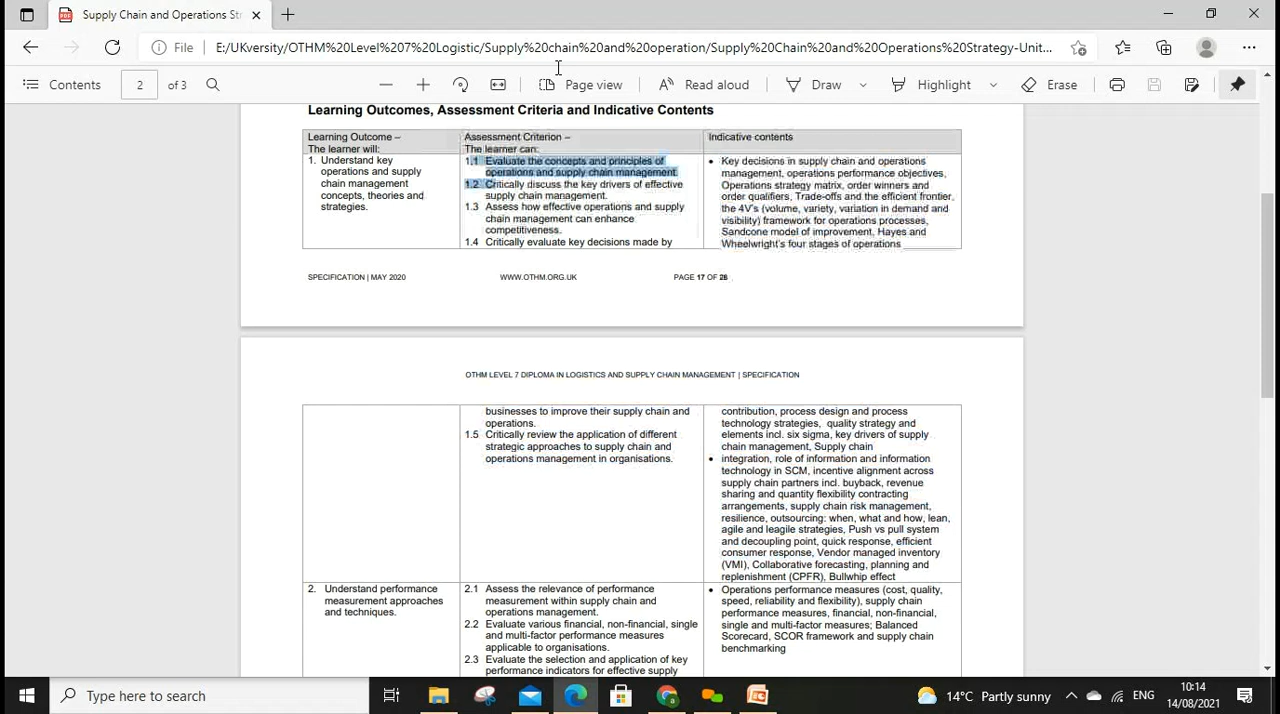 Supply Chain and Operations Str
File E:/UKversity/OTHM%20Level%207%20Logistic/Supply%20chain%20and%20operation/Supply%20Chain%20and%20Operations%20Strategy-Unit...
Contents 2 of 3 Page view Read aloud Draw Highlight Erase
Learning Outcomes, Assessment Criteria and Indicative Contents
Learning Outcome –
The learner will:
Assessment Criterion –
The learner can:
Indicative contents
1. Understand key
operations and supply
chain management
concepts, theories and
strategies.
1.1 Evaluate the concepts and principles of
operations and supply chain management.
1.2 Critically discuss the key drivers of effective
supply chain management.
1.3 Assess how effective operations and supply
chain management can enhance
competitiveness.
1.4 Critically evaluate key decisions made by
• Key decisions in supply chain and operations
management, operations performance objectives,
Operations strategy matrix, order winners and
order qualifiers, Trade-offs and the efficient frontier,
the 4V's (volume, variety, variation in demand and
visibility) framework for operations processes,
Sandcone model of improvement, Hayes and
Wheelwright's four stages of operations
SPECIFICATION | MAY 2020 WWW.OTHM.ORG.UK PAGE 17 OF 28
OTHM LEVEL 7 DIPLOMA IN LOGISTICS AND SUPPLY CHAIN MANAGEMENT | SPECIFICATION
businesses to improve their supply chain and
operations.
1.5 Critically review the application of different
strategic approaches to supply chain and
operations management in organisations.
contribution, process design and process
technology strategies, quality strategy and
elements incl. six sigma, key drivers of supply
chain management, Supply chain
• integration, role of information and information
technology in SCM, incentive alignment across
supply chain partners incl. buyback, revenue
sharing and quantity flexibility contracting
arrangements, supply chain risk management,
resilience, outsourcing: when, what and how, lean,
agile and leagile strategies, Push vs pull system
and decoupling point, quick response, efficient
consumer response, Vendor managed inventory
(VMI), Collaborative forecasting, planning and
replenishment (CPFR), Bullwhip effect
2. Understand performance
measurement approaches
and techniques.
2.1 Assess the relevance of performance
measurement within supply chain and
operations management.
2.2 Evaluate various financial, non-financial, single
and multi-factor performance measures
applicable to organisations.
2.3 Evaluate the selection and application of key
performance indicators for effective supply
• Operations performance measures (cost, quality,
speed, reliability and flexibility), supply chain
performance measures, financial, non-financial,
single and multi-factor measures; Balanced
Scorecard, SCOR framework and supply chain
benchmarking
Type here to search
14°C Partly sunny
ENG
10:14
14/08/2021